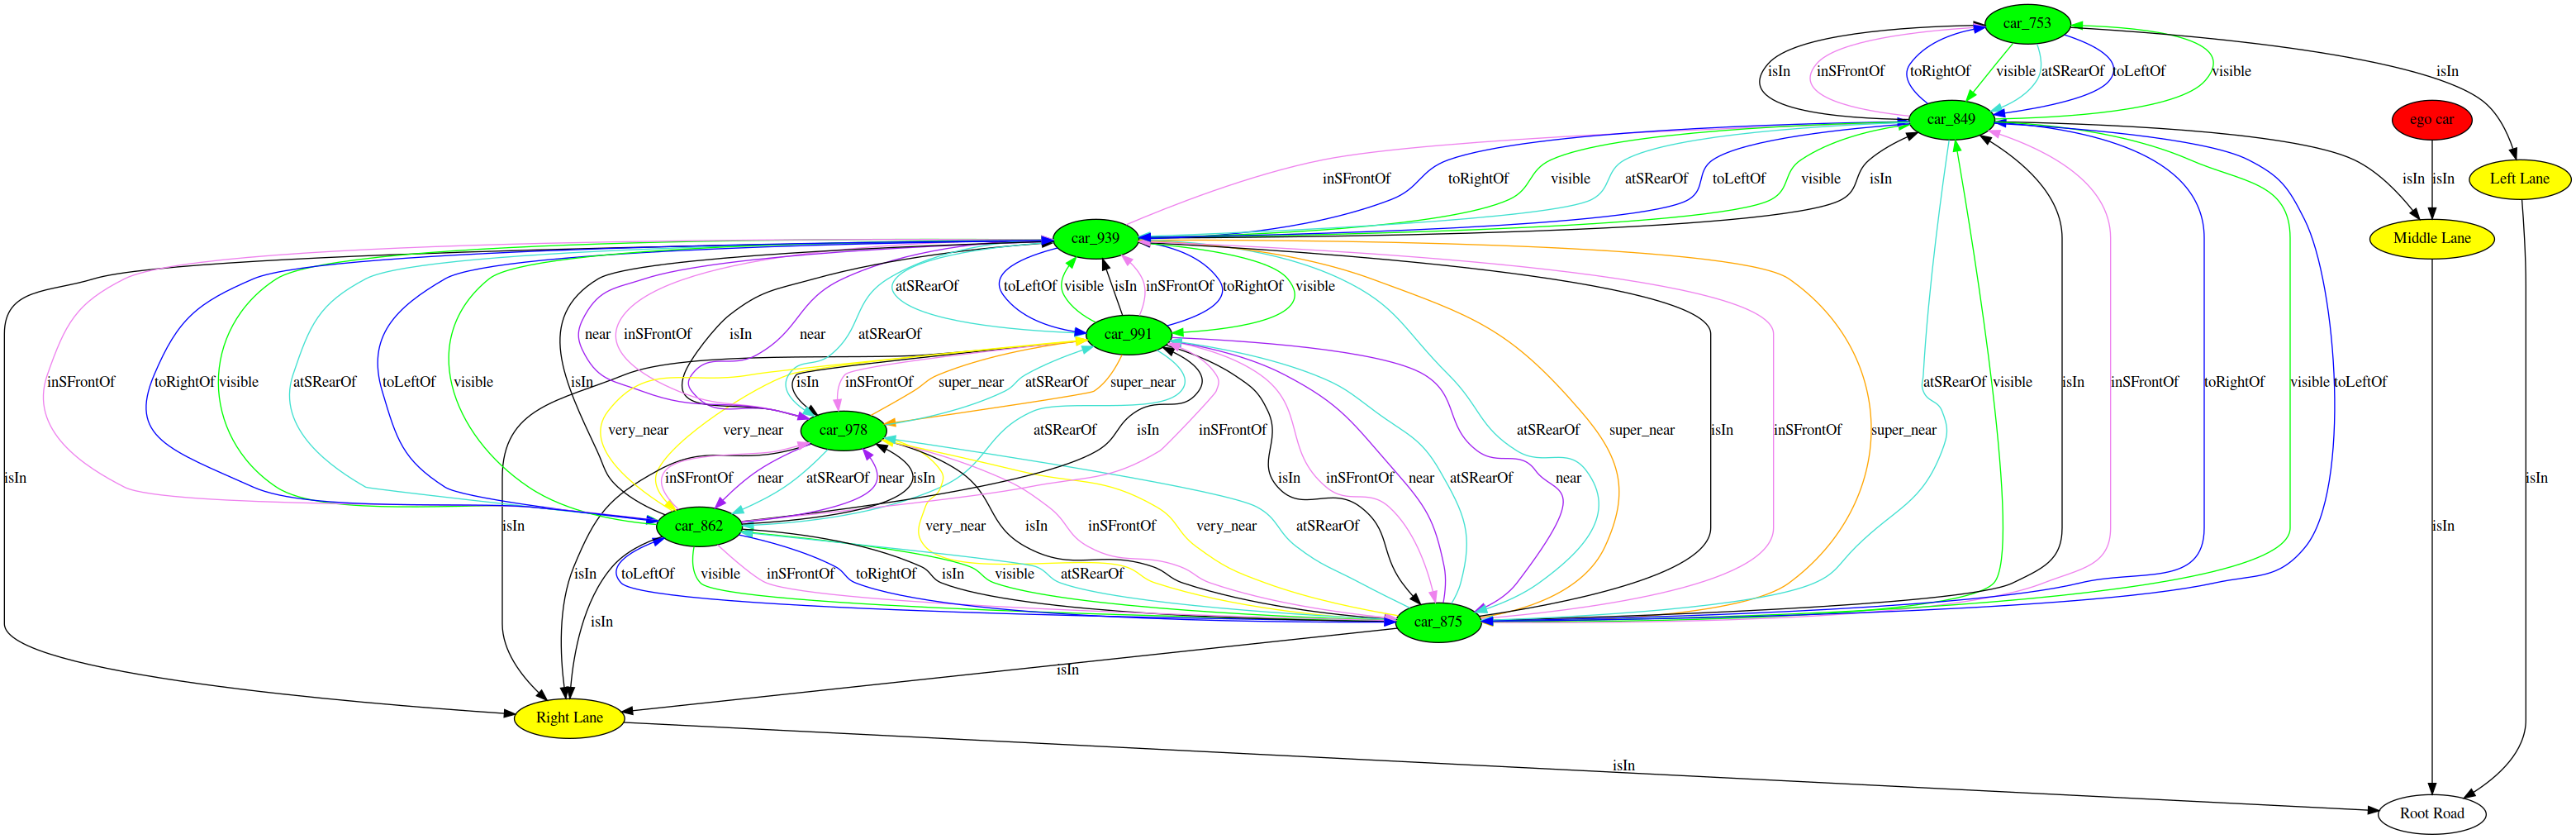 car_753
isIn inSFrontOf toRightOf visible atSRearOf toLeftOf visible isIn
car_849 ego car
inSFrontOf toRightOf visible atSRearOf toLeftOf visible isIn isIn isIn Left Lane
car_939 Middle Lane
atSRearOf toLeftOf visible isIn inSFrontOf toRightOf visible
near inSFrontOf isIn near atSRearOf car_991
inSFrontOf toRightOf visible atSRearOf toLeftOf visible isIn isIn inSFrontOf super_near atSRearOf super_near atSRearOf visible isIn inSFrontOf toRightOf visible toLeftOf
very_near very_near car_978 atSRearOf isIn inSFrontOf atSRearOf super_near isIn inSFrontOf super_near
isIn inSFrontOf near atSRearOf near isIn isIn inSFrontOf near atSRearOf near isIn
isIn car_862 very_near isIn inSFrontOf very_near atSRearOf isIn
isIn toLeftOf visible inSFrontOf toRightOf isIn visible atSRearOf
isIn car_875
isIn
Right Lane
isIn
Root Road